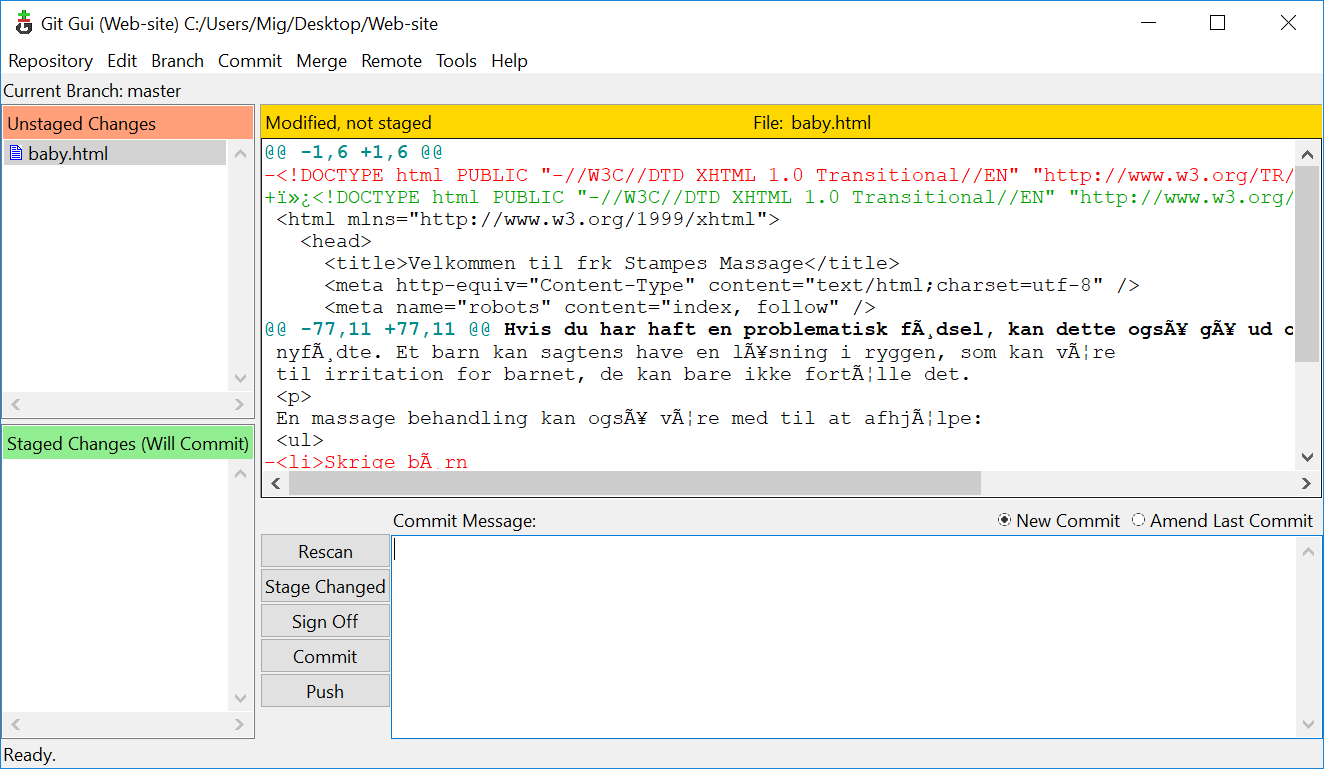 Git Gui (Web-site) C:/Users/Mig/Desktop/Web-site
Repository Edit Branch Commit Merge Remote Tools Help
Current Branch: master
Unstaged Changes
baby.html
Staged Changes (Will Commit)
Modified, not staged File: baby.html
@@ -1,6 +1,6 @@
-<!DOCTYPE html PUBLIC "-//W3C//DTD XHTML 1.0 Transitional//EN" "http://www.w3.org/TR/
+ï»¿<!DOCTYPE html PUBLIC "-//W3C//DTD XHTML 1.0 Transitional//EN" "http://www.w3.org/
<html mlns="http://www.w3.org/1999/xhtml">
<head>
<title>Velkommen til frk Stampes Massage</title>
<meta http-equiv="Content-Type" content="text/html;charset=utf-8" />
<meta name="robots" content="index, follow" />
@@ -77,11 +77,11 @@ Hvis du har haft en problematisk fÃ¸dsel, kan dette ogsÃ¥ gÃ¥ ud c
nyfÃ¸dte. Et barn kan sagtens have en lÃ¥sning i ryggen, som kan vÃ¦re
til irritation for barnet, de kan bare ikke fortÃ¦lle det.
<p>
En massage behandling kan ogsÃ¥ vÃ¦re med til at afhjÃ¦lpe:
<ul>
-<li>Skrige bÃ¸rn
Commit Message:
New Commit Amend Last Commit
Rescan
Stage Changed
Sign Off
Commit
Push
Ready.